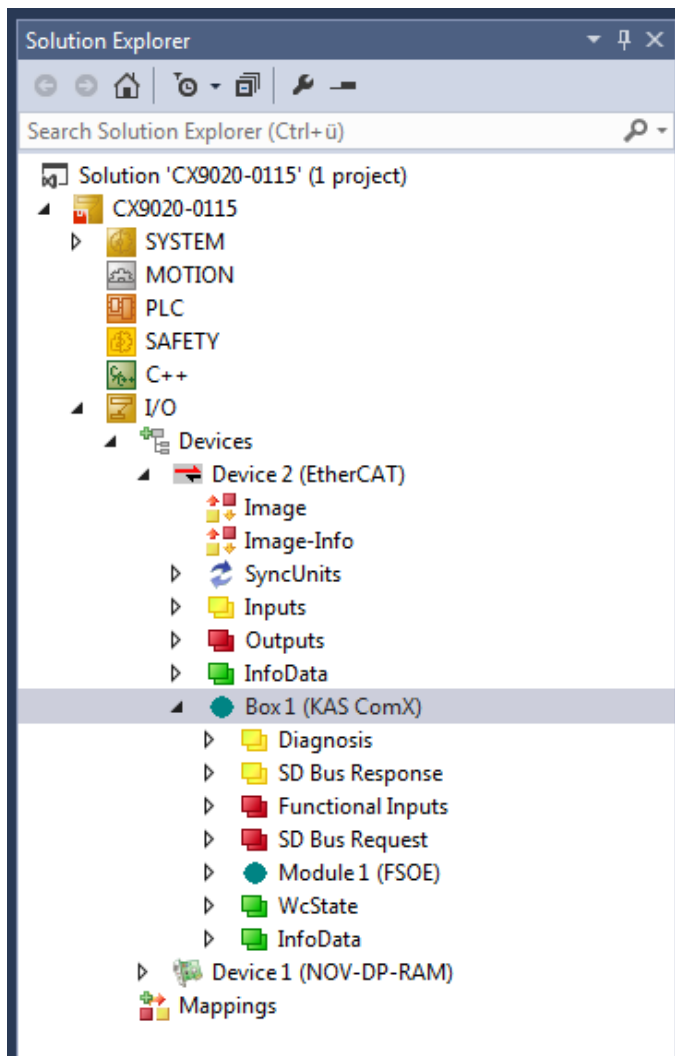 Solution Explorer
Search Solution Explorer (Ctrl+ü)
Solution 'CX9020-0115' (1 project)
CX9020-0115
SYSTEM
MOTION
PLC
SAFETY
C++
I/O
Devices
Device 2 (EtherCAT)
Image
Image-Info
SyncUnits
Inputs
Outputs
InfoData
Box 1 (KAS ComX)
Diagnosis
SD Bus Response
Functional Inputs
SD Bus Request
Module 1 (FSOE)
WcState
InfoData
Device 1 (NOV-DP-RAM)
Mappings